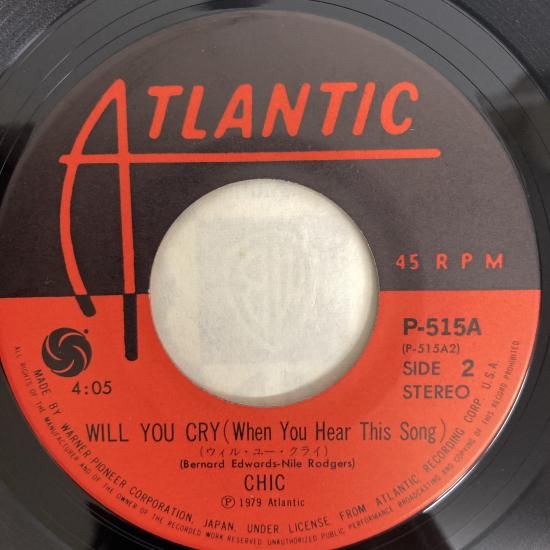 ATLANTIC
45 RPM
P-515A
(P-515A2)
SIDE 2
STEREO
4:05
WILL YOU CRY (When You Hear This Song)
(ウィル・ユー・クライ)
(Bernard Edwards-Nile Rodgers)
CHIC
Ⓟ 1979 Atlantic
MADE BY WARNER-PIONEER CORPORATION, JAPAN, UNDER LICENSE FROM ATLANTIC RECORDING CORP. U.S.A.
ALL RIGHTS OF THE MANUFACTURER AND OF THE OWNER OF THE RECORDED WORK RESERVED UNAUTHORIZED PUBLIC PERFORMANCE BROADCASTING AND COPYING OF THIS RECORD PROHIBITED